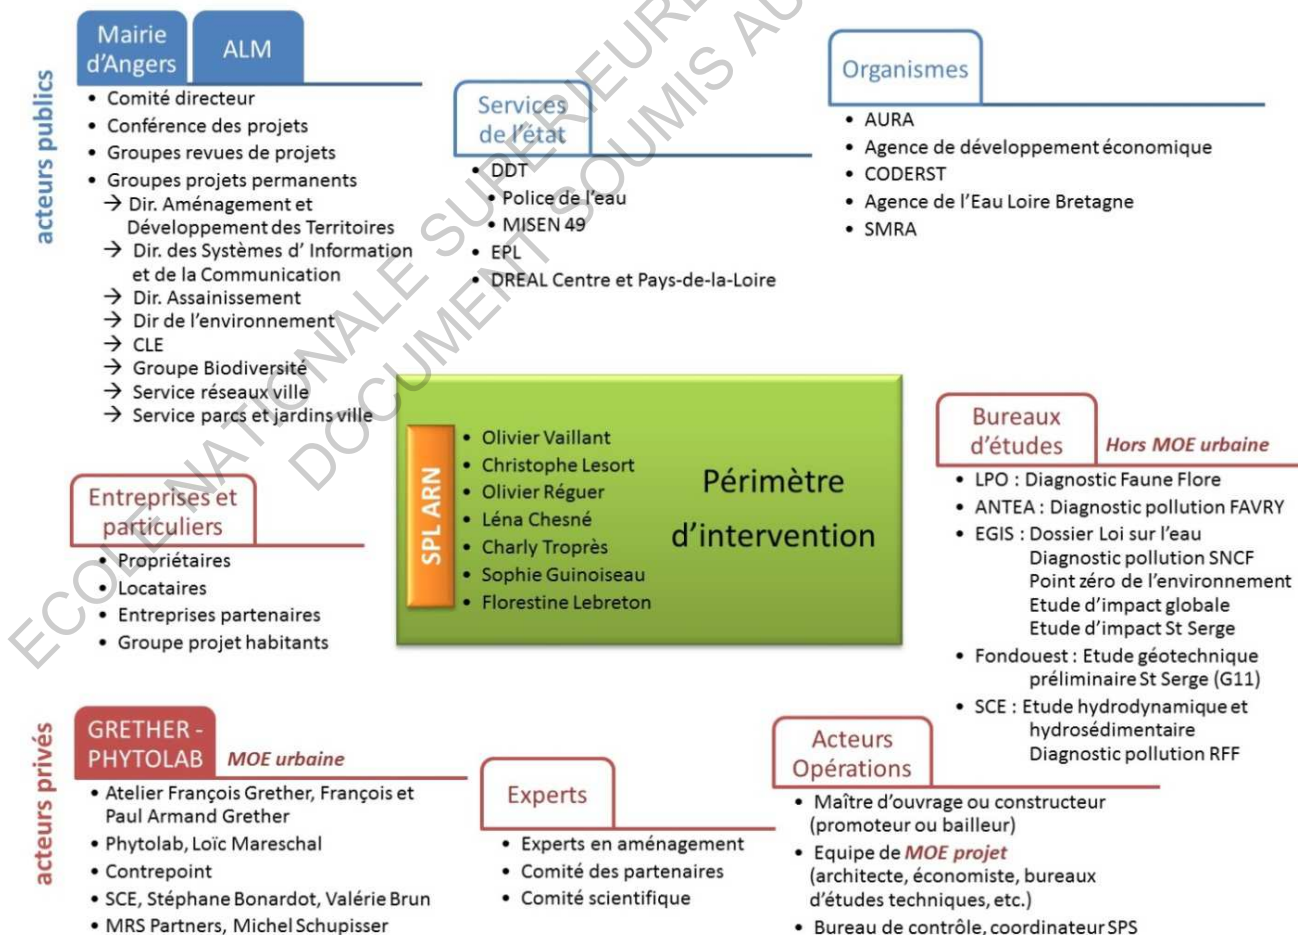 acteurs publics
Mairie
d'Angers
ALM
• Comité directeur
• Conférence des projets
• Groupes revues de projets
• Groupes projets permanents
→ Dir. Aménagement et
Développement des Territoires
→ Dir. des Systèmes d' Information
et de la Communication
→ Dir. Assainissement
→ Dir de l'environnement
→ CLE
→ Groupe Biodiversité
→ Service réseaux ville
→ Service parcs et jardins ville
Services
de l'état
• DDT
• Police de l'eau
• MISEN 49
• EPL
• DREAL Centre et Pays-de-la-Loire
Organismes
• AURA
• Agence de développement économique
• CODERST
• Agence de l'Eau Loire Bretagne
• SMRA
SPL ARN
• Olivier Vaillant
• Christophe Lesort
• Olivier Réguer
• Léna Chesné
• Charly Troprès
• Sophie Guinoiseau
• Florestine Lebreton
Périmètre
d'intervention
Entreprises et
particuliers
• Propriétaires
• Locataires
• Entreprises partenaires
• Groupe projet habitants
Bureaux
d'études
Hors MOE urbaine
• LPO : Diagnostic Faune Flore
• ANTEA : Diagnostic pollution FAVRY
• EGIS : Dossier Loi sur l'eau
Diagnostic pollution SNCF
Point zéro de l'environnement
Etude d'impact globale
Etude d'impact St Serge
• Fondouest : Etude géotechnique
préliminaire St Serge (G11)
• SCE : Etude hydrodynamique et
hydrosédimentaire
Diagnostic pollution RFF
acteurs privés
GRETHER -
PHYTOLAB
MOE urbaine
• Atelier François Grether, François et
Paul Armand Grether
• Phytolab, Loïc Mareschal
• Contrepoint
• SCE, Stéphane Bonardot, Valérie Brun
• MRS Partners, Michel Schupisser
Experts
• Experts en aménagement
• Comité des partenaires
• Comité scientifique
Acteurs
Opérations
• Maître d'ouvrage ou constructeur
(promoteur ou bailleur)
• Equipe de MOE projet
(architecte, économiste, bureaux
d'études techniques, etc.)
• Bureau de contrôle, coordinateur SPS
ECOLE NATIONALE SUPERIEURE
DOCUMENT SOUMIS AU